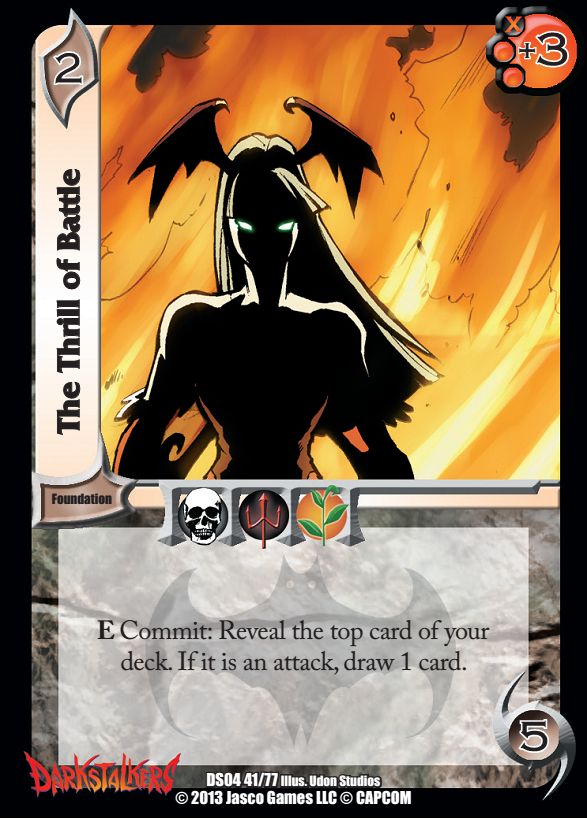 2
X
+3
The Thrill of Battle
Foundation
E Commit: Reveal the top card of your
deck. If it is an attack, draw 1 card.
5
DARKSTALKERS
DS04 41/77 Illus. Udon Studios
© 2013 Jasco Games LLC © CAPCOM